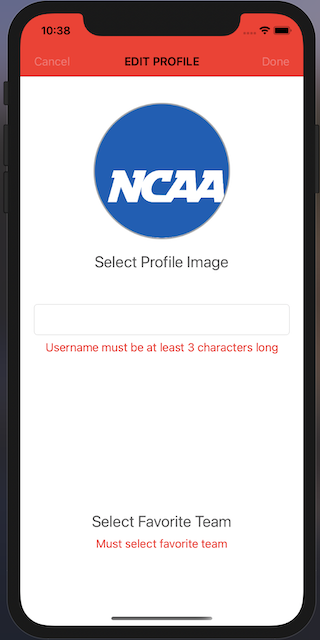 10:38
Cancel
EDIT PROFILE
Done
NCAA
Select Profile Image
Username must be at least 3 characters long
Select Favorite Team
Must select favorite team